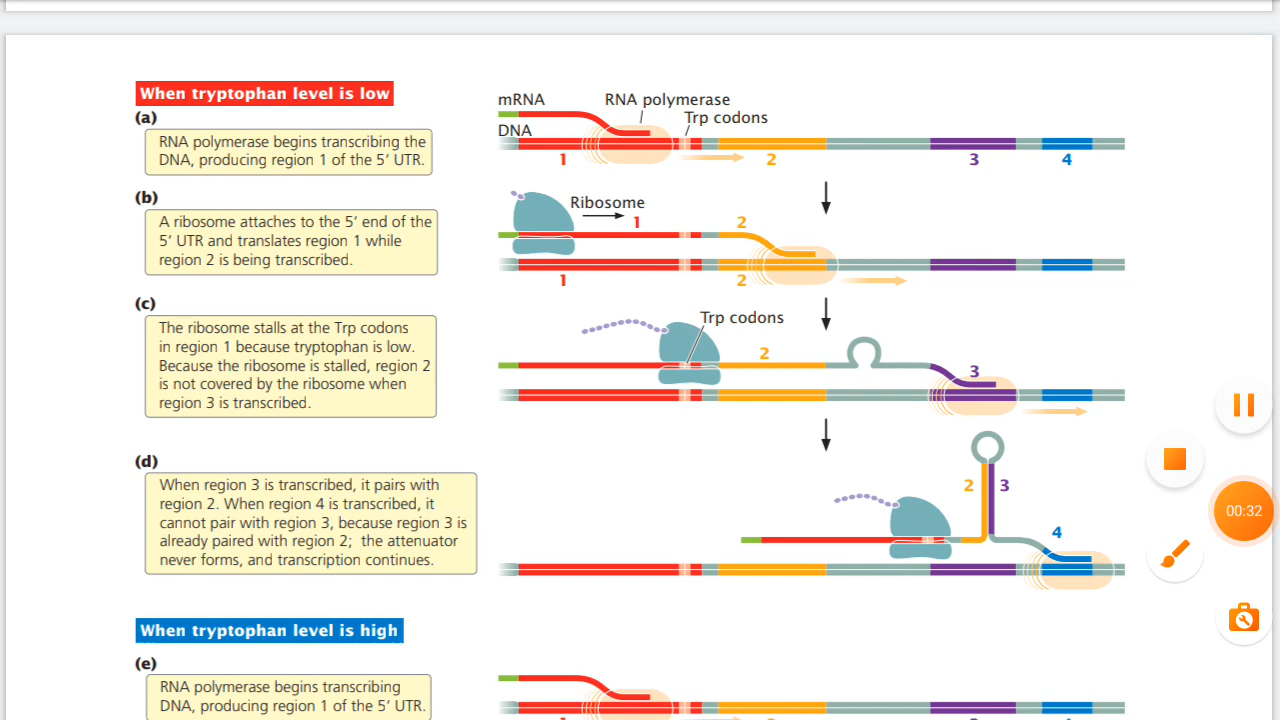 When tryptophan level is low
(a)
RNA polymerase begins transcribing the
DNA, producing region 1 of the 5′ UTR.
mRNA
RNA polymerase
Trp codons
DNA
1
2
3
4
(b)
A ribosome attaches to the 5′ end of the
5′ UTR and translates region 1 while
region 2 is being transcribed.
Ribosome
1
2
1
2
(c)
The ribosome stalls at the Trp codons
in region 1 because tryptophan is low.
Because the ribosome is stalled, region 2
is not covered by the ribosome when
region 3 is transcribed.
Trp codons
2
3
(d)
When region 3 is transcribed, it pairs with
region 2. When region 4 is transcribed, it
cannot pair with region 3, because region 3 is
already paired with region 2; the attenuator
never forms, and transcription continues.
2
3
4
When tryptophan level is high
(e)
RNA polymerase begins transcribing
DNA, producing region 1 of the 5′ UTR.
00:32